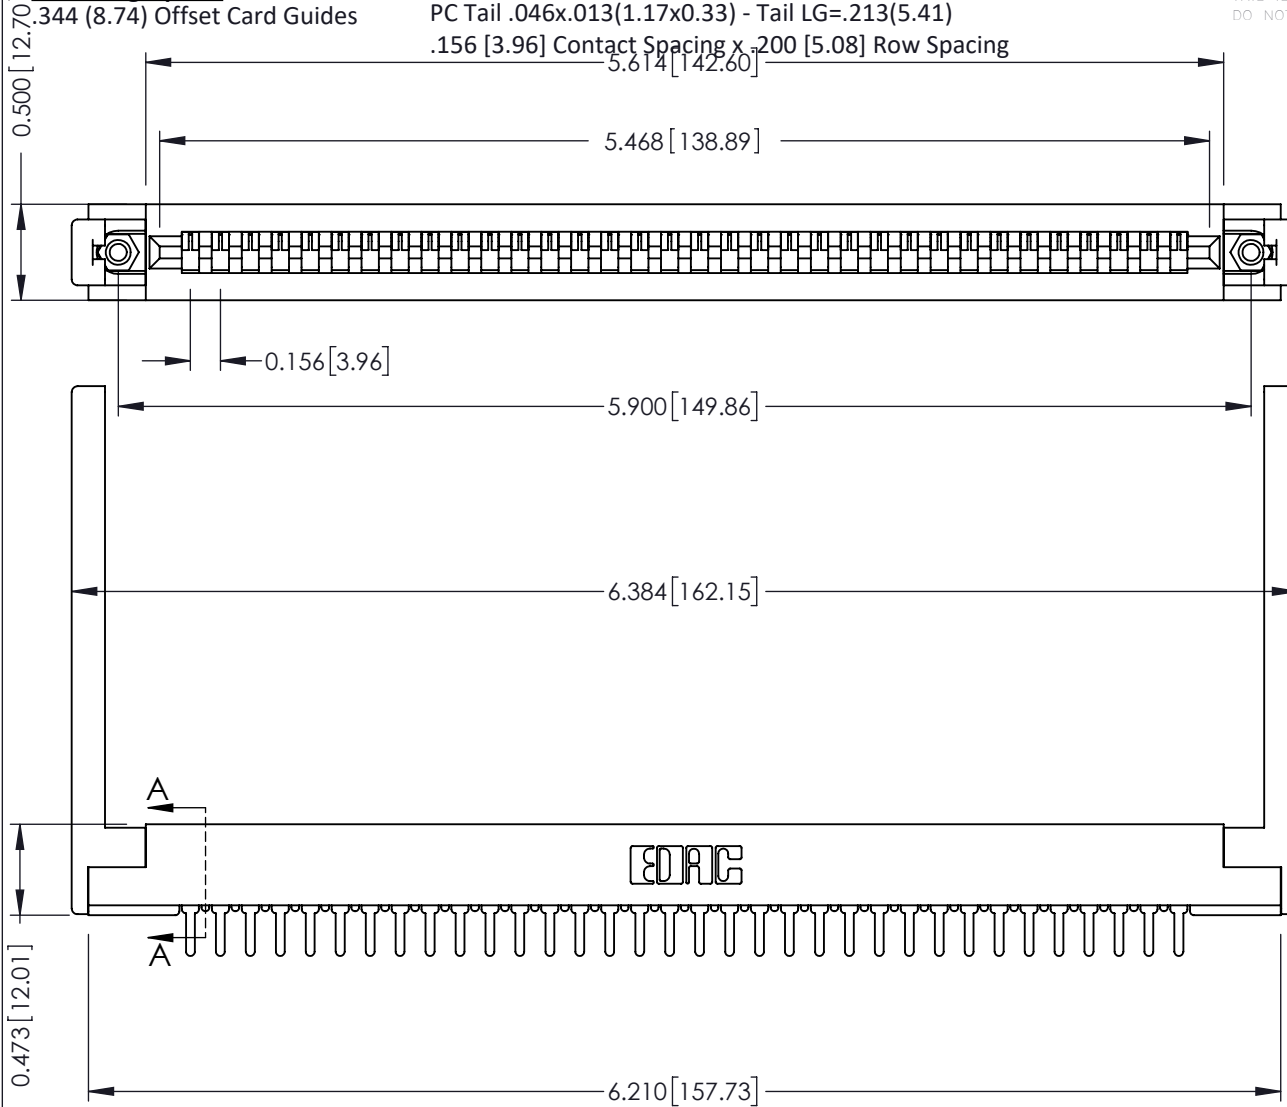 .344 (8.74) Offset Card Guides
PC Tail .046x.013(1.17x0.33) - Tail LG=.213(5.41)
DO NOT
.156 [3.96] Contact Spacing x .200 [5.08] Row Spacing
0.500 [12.70]
5.614 [142.60]
5.468 [138.89]
0.156 [3.96]
5.900 [149.86]
6.384 [162.15]
A
EDAC
A
0.473 [12.01]
6.210 [157.73]